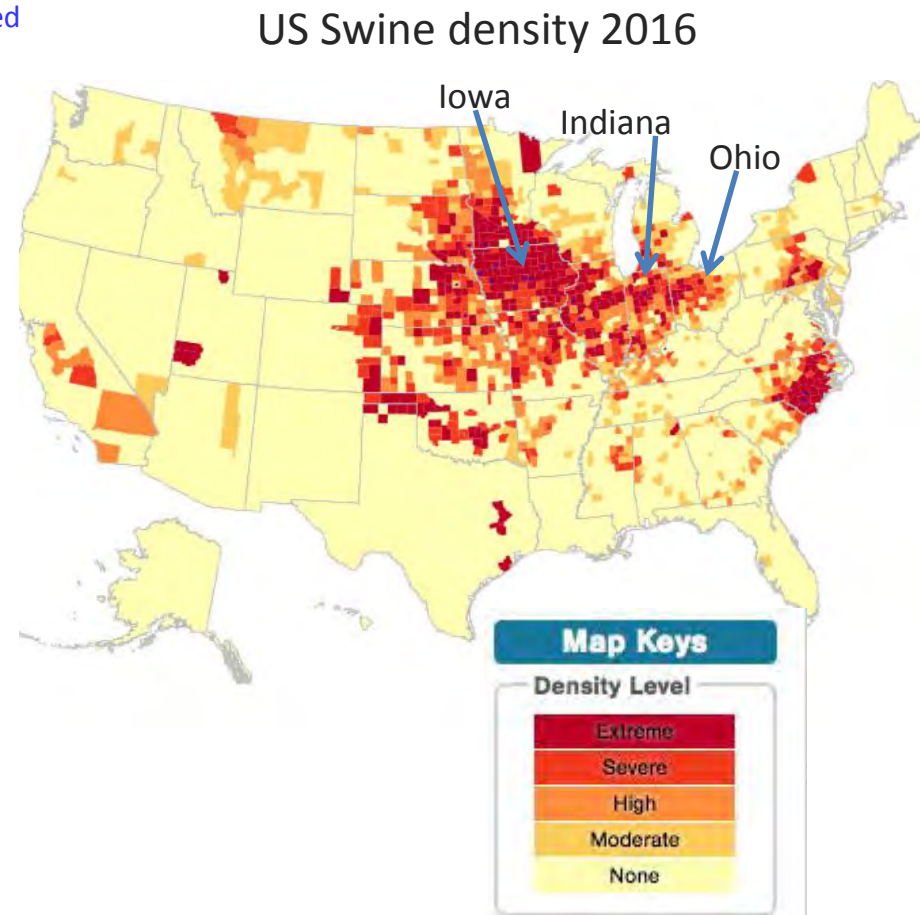 ed
US Swine density 2016
Iowa
Indiana
Ohio
Map Keys
Density Level
Extreme
Severe
High
Moderate
None